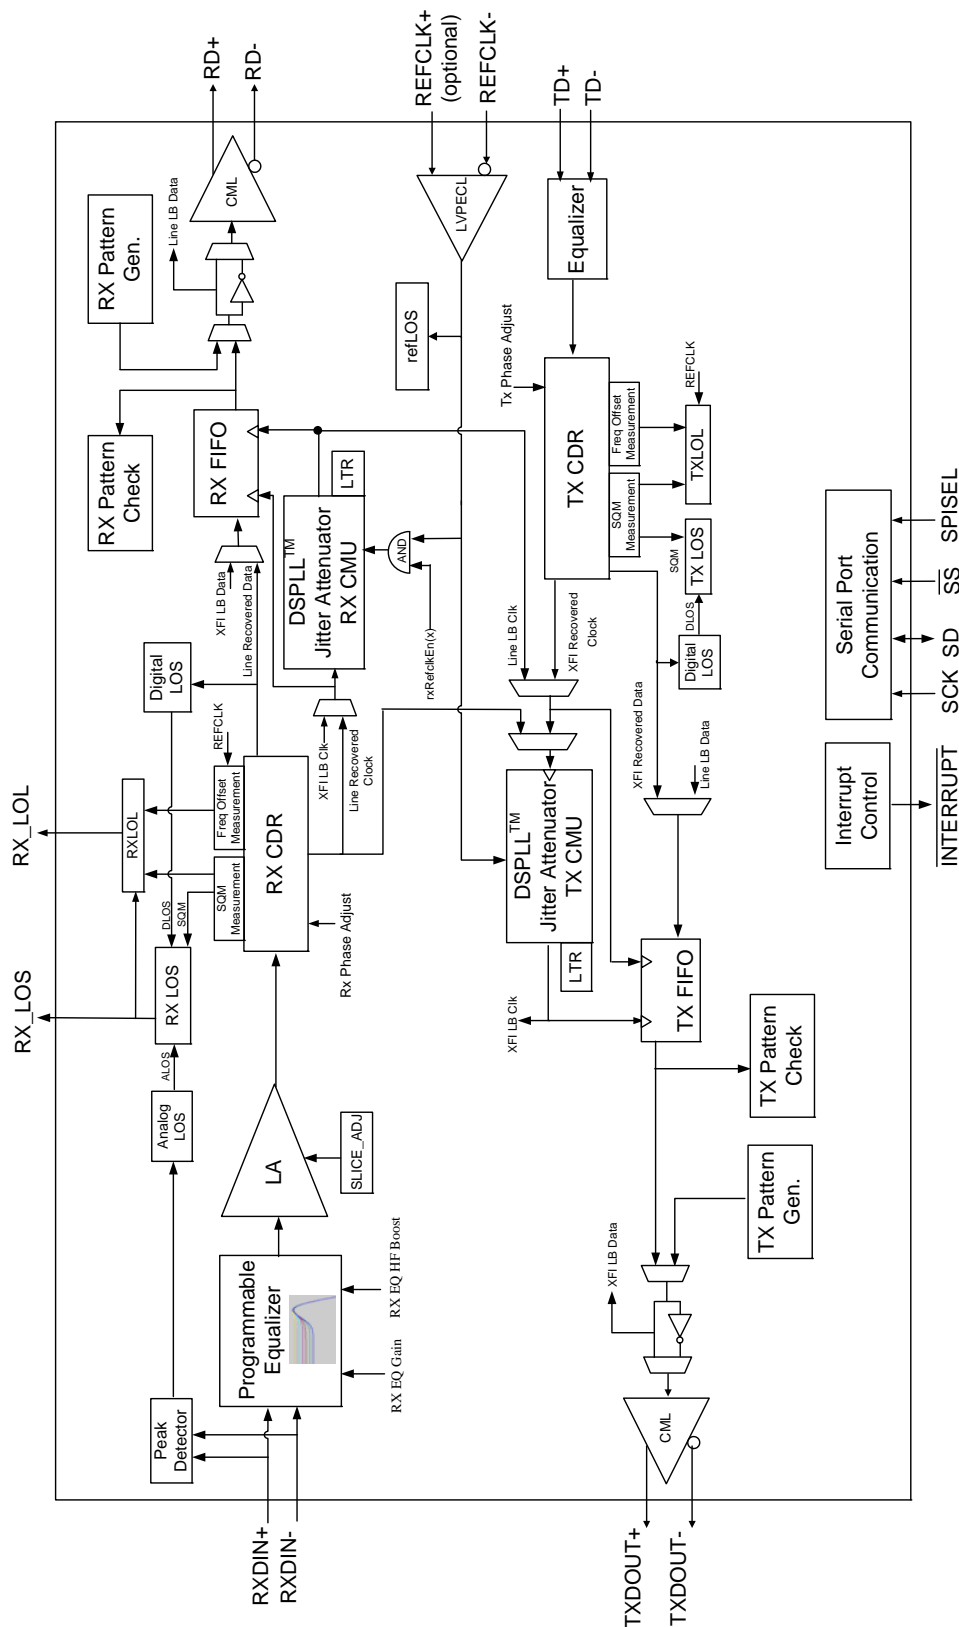 RXDIN+
RXDIN-
Peak
Detector
Programmable
Equalizer
RX EQ Gain
RX EQ HF Boost
Analog
LOS
ALOS
RX LOS
RX_LOS
DLOS
SQM
LA
SLICE_ADJ
RX_LOL
RXLOL
SQM
Measurement
Freq Offset
Measurement
REFCLK
RX CDR
Rx Phase Adjust
Digital
LOS
Line Recovered Data
XFI LB Data
XFI LB Clk
Line Recovered
Clock
DSPLL™
Jitter Attenuator
RX CMU
LTR
AND
rxRefclkEn(x)
RX FIFO
RX Pattern
Check
RX Pattern
Gen.
Line LB Data
CML
RD+
RD-
REFCLK+
(optional)
REFCLK-
LVPECL
refLOS
TD+
TD-
Equalizer
Tx Phase Adjust
TX CDR
Freq Offset
Measurement
SQM
Measurement
REFCLK
TXLOL
SQM
TX LOS
DLOS
Digital
LOS
Line LB Clk
XFI Recovered
Clock
XFI Recovered Data
Line LB Data
DSPLL™
Jitter Attenuator
TX CMU
LTR
XFI LB Clk
TX FIFO
TX Pattern
Check
TX Pattern
Gen.
XFI LB Data
CML
TXDOUT+
TXDOUT-
Interrupt
Control
INTERRUPT
Serial Port
Communication
SCK
SD
SS
SPISEL